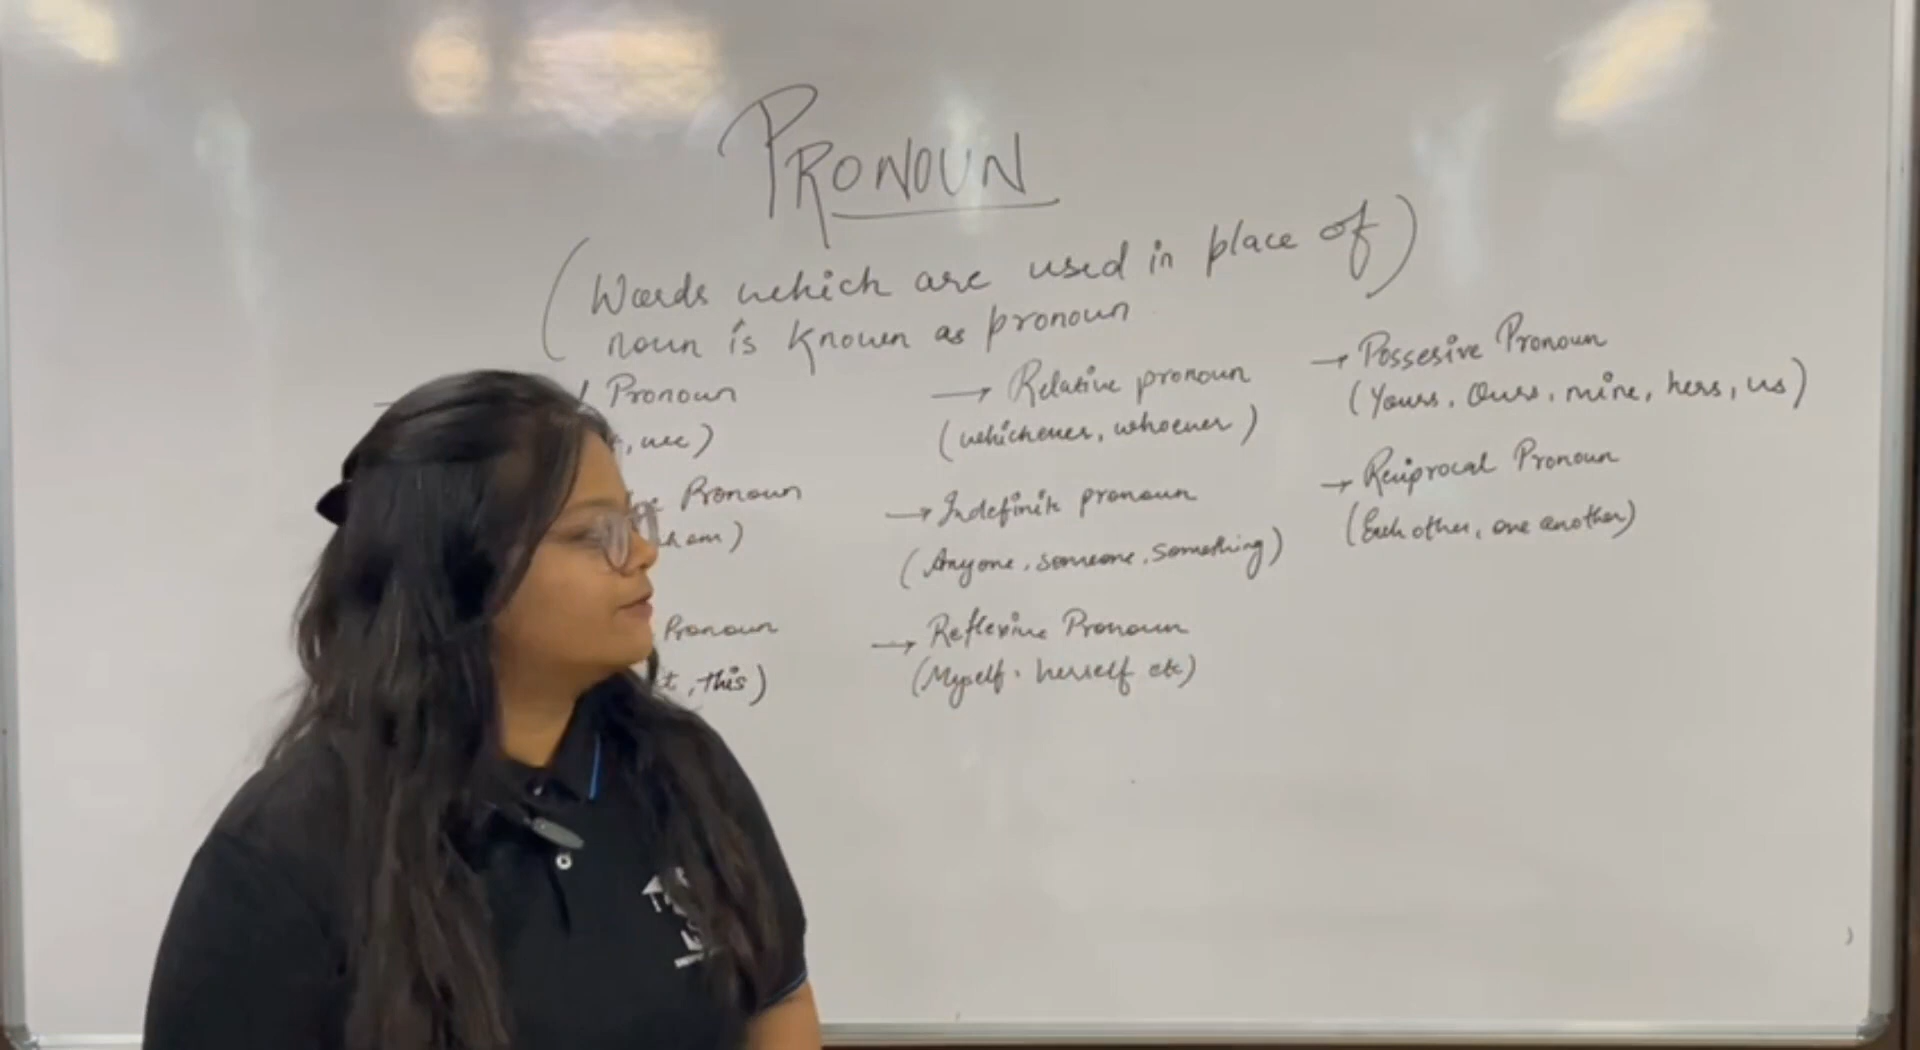 PRONOUN
(Words which are used in place of)
noun is known as pronoun
Pronoun
, we)
Pronoun
Pronoun
, this)
→ Relative pronoun
(whichever, whoever)
→ Indefinite pronoun
(Anyone, someone, something)
→ Reflexive Pronoun
(Myself, herself etc)
→ Possesive Pronoun
(Yours, Ours, mine, hers, us)
→ Reciprocal Pronoun
(Each other, one another)